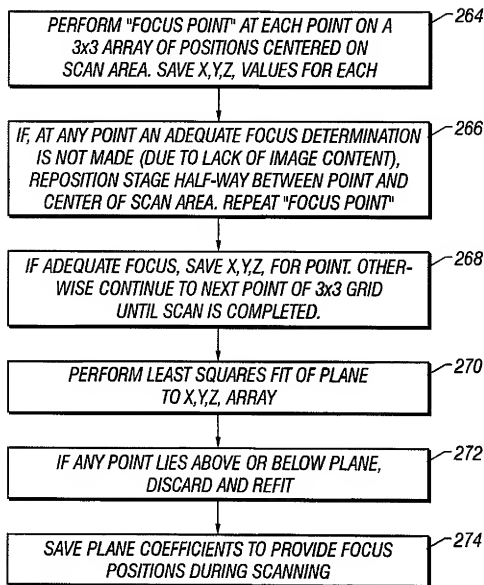 PERFORM "FOCUS POINT" AT EACH POINT ON A
3x3 ARRAY OF POSITIONS CENTERED ON
SCAN AREA. SAVE X,Y,Z, VALUES FOR EACH
264
IF, AT ANY POINT AN ADEQUATE FOCUS DETERMINATION
IS NOT MADE (DUE TO LACK OF IMAGE CONTENT),
REPOSITION STAGE HALF-WAY BETWEEN POINT AND
CENTER OF SCAN AREA. REPEAT "FOCUS POINT"
266
IF ADEQUATE FOCUS, SAVE X,Y,Z, FOR POINT. OTHER-
WISE CONTINUE TO NEXT POINT OF 3x3 GRID
UNTIL SCAN IS COMPLETED.
268
PERFORM LEAST SQUARES FIT OF PLANE
TO X,Y,Z, ARRAY
270
IF ANY POINT LIES ABOVE OR BELOW PLANE,
DISCARD AND REFIT
272
SAVE PLANE COEFFICIENTS TO PROVIDE FOCUS
POSITIONS DURING SCANNING
274